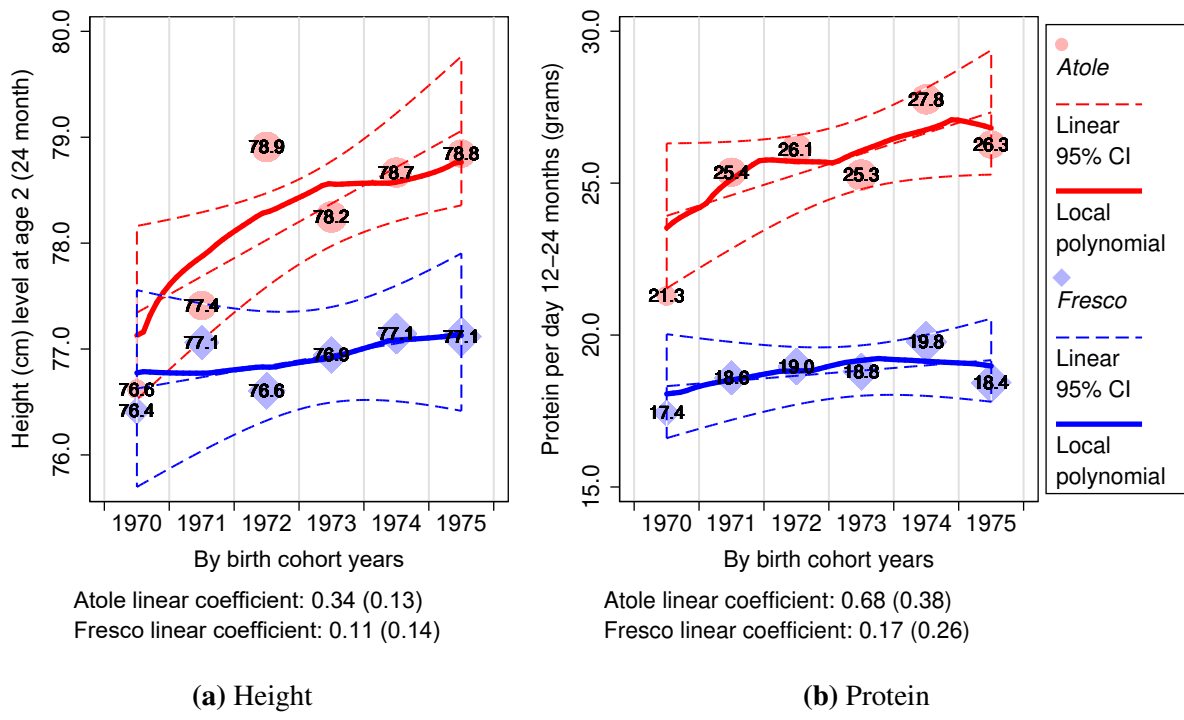 Height (cm) level at age 2 (24 month)
80.0
79.0
78.0
77.0
76.0
78.9
78.8
78.7
78.2
77.4
77.1
77.1
77.1
76.9
76.6
76.6
76.4
1970 1971 1972 1973 1974 1975
By birth cohort years
Atole linear coefficient: 0.34 (0.13)
Fresco linear coefficient: 0.11 (0.14)
(a) Height
Protein per day 12−24 months (grams)
30.0
25.0
20.0
15.0
27.8
26.3
26.1
25.4
25.3
21.3
19.8
19.0
18.8
18.6
18.4
17.4
1970 1971 1972 1973 1974 1975
By birth cohort years
Atole linear coefficient: 0.68 (0.38)
Fresco linear coefficient: 0.17 (0.26)
(b) Protein
Atole
Linear
95% CI
Local
polynomial
Fresco
Linear
95% CI
Local
polynomial